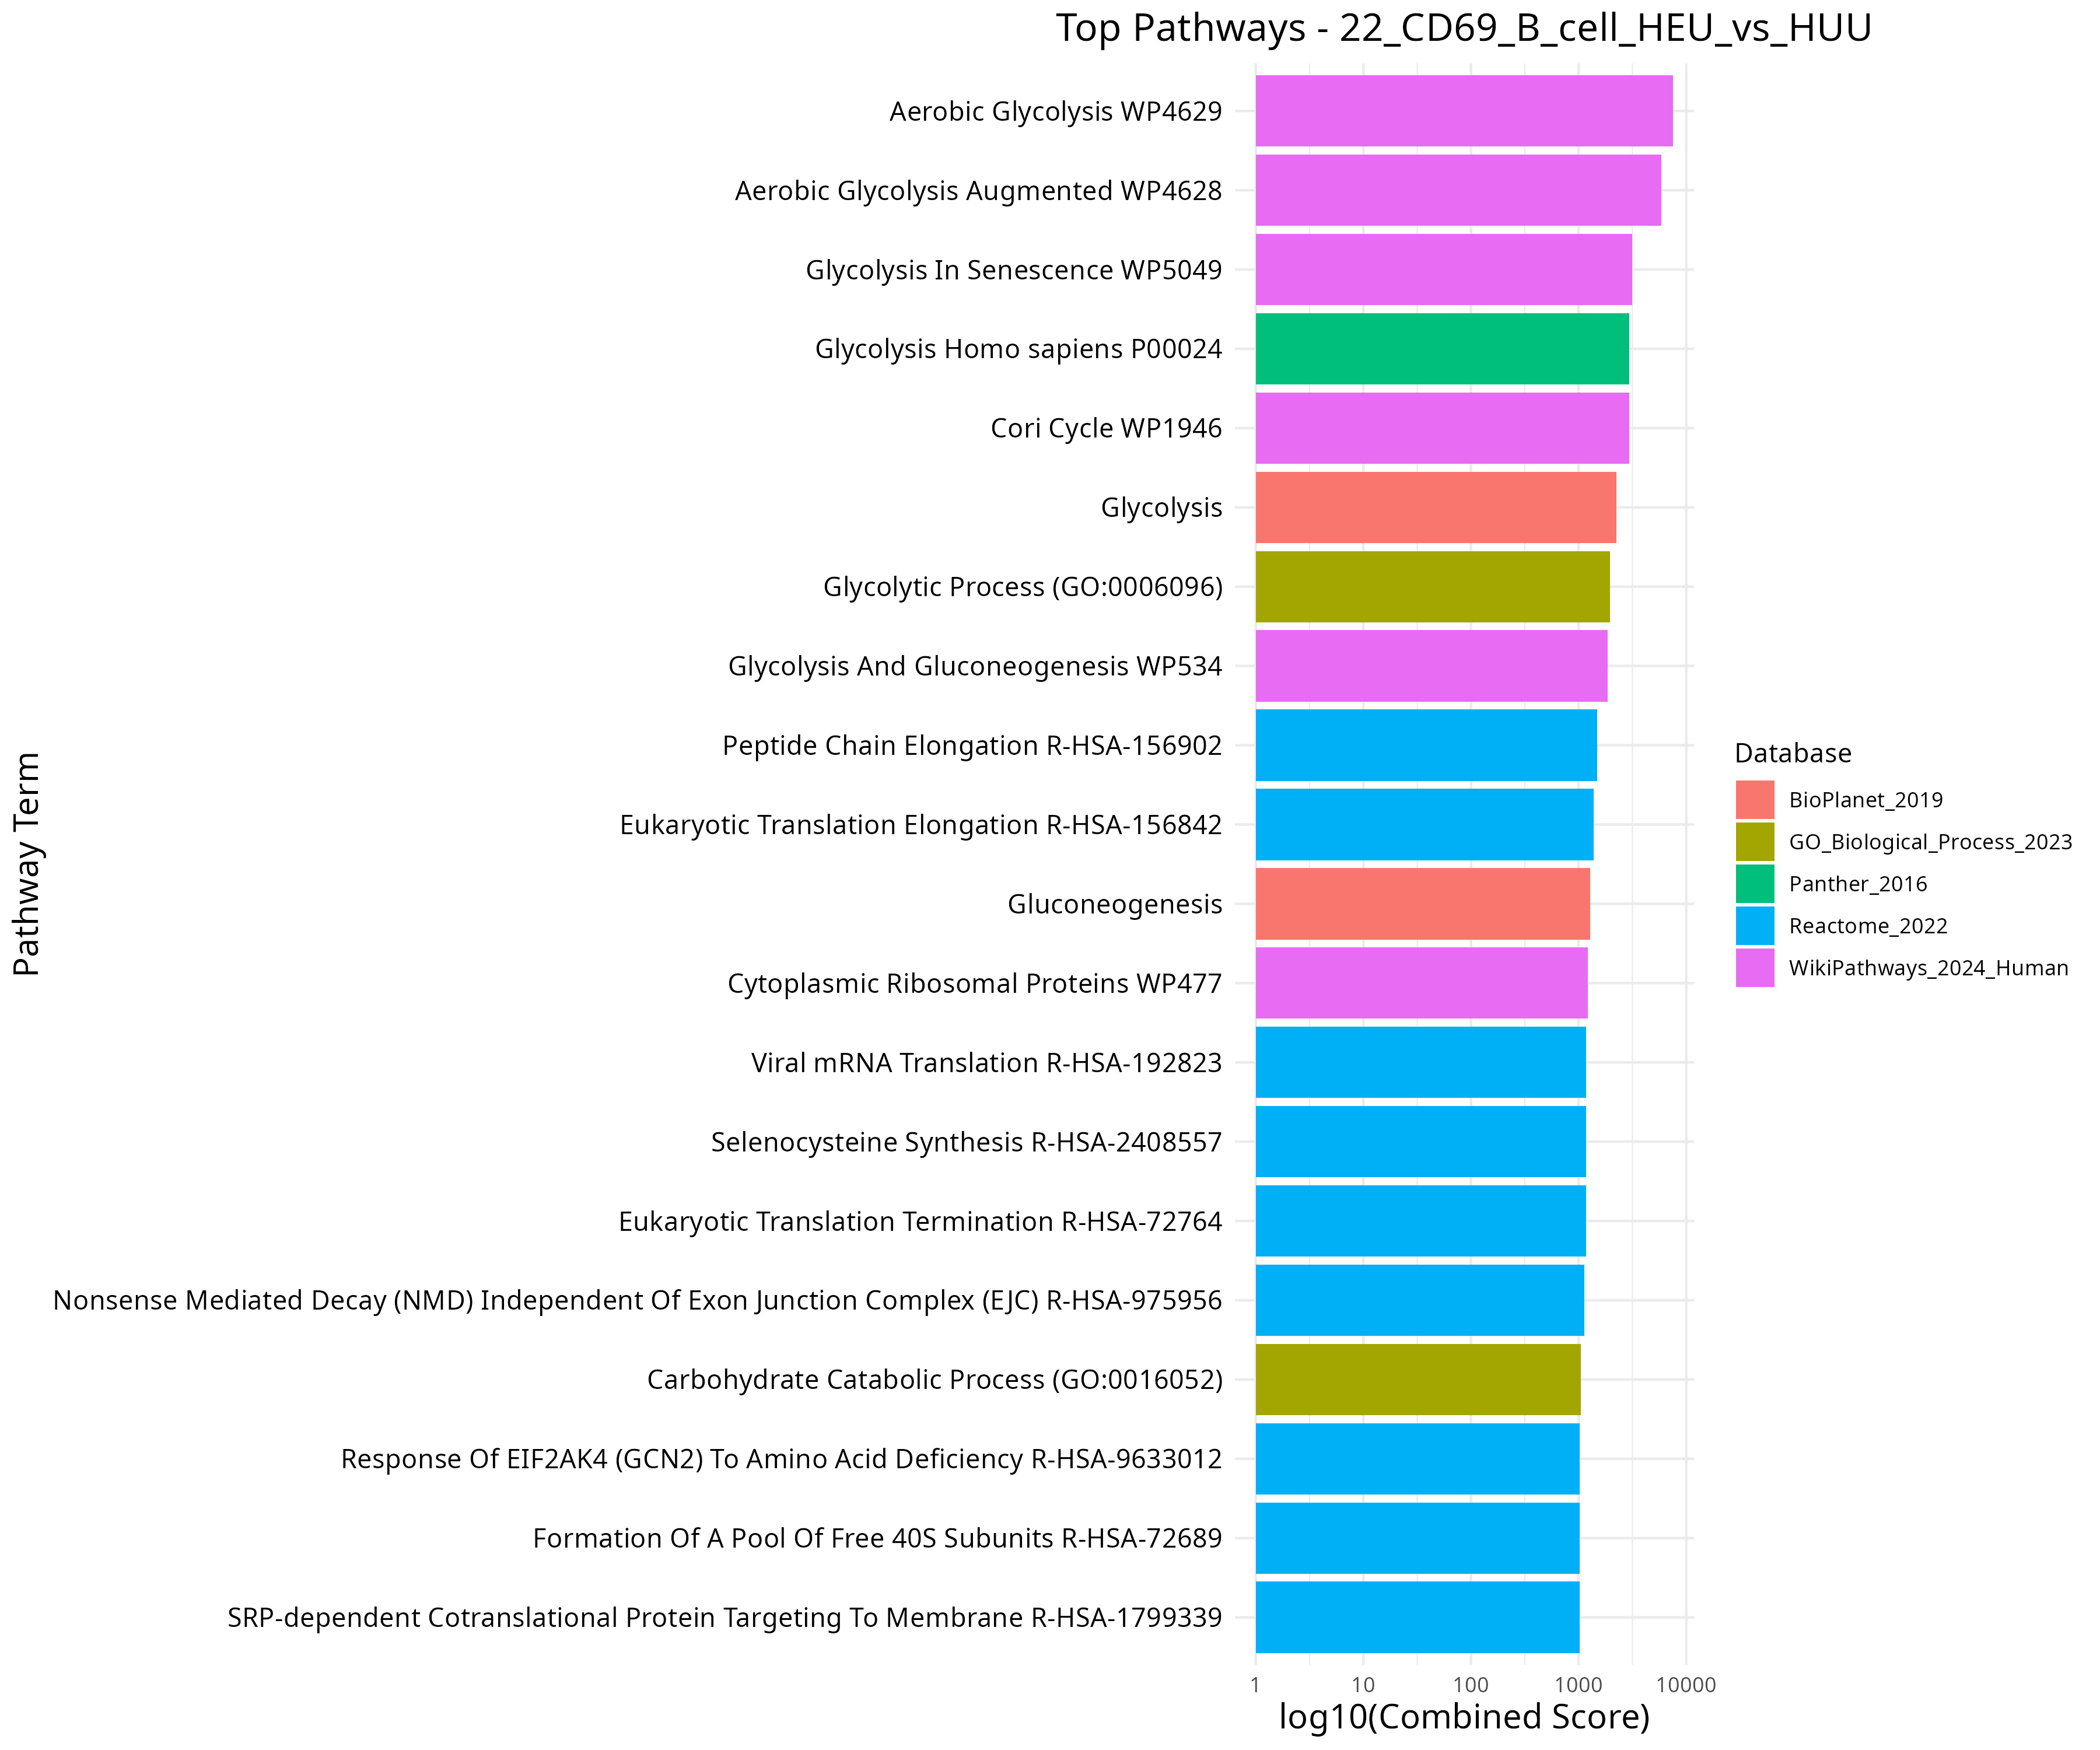 Top Pathways - 22_CD69_B_cell_HEU_vs_HUU
Pathway Term
Aerobic Glycolysis WP4629
Aerobic Glycolysis Augmented WP4628
Glycolysis In Senescence WP5049
Glycolysis Homo sapiens P00024
Cori Cycle WP1946
Glycolysis
Glycolytic Process (GO:0006096)
Glycolysis And Gluconeogenesis WP534
Peptide Chain Elongation R-HSA-156902
Eukaryotic Translation Elongation R-HSA-156842
Gluconeogenesis
Cytoplasmic Ribosomal Proteins WP477
Viral mRNA Translation R-HSA-192823
Selenocysteine Synthesis R-HSA-2408557
Eukaryotic Translation Termination R-HSA-72764
Nonsense Mediated Decay (NMD) Independent Of Exon Junction Complex (EJC) R-HSA-975956
Carbohydrate Catabolic Process (GO:0016052)
Response Of EIF2AK4 (GCN2) To Amino Acid Deficiency R-HSA-9633012
Formation Of A Pool Of Free 40S Subunits R-HSA-72689
SRP-dependent Cotranslational Protein Targeting To Membrane R-HSA-1799339
1 10 100 1000 10000
log10(Combined Score)
Database
BioPlanet_2019
GO_Biological_Process_2023
Panther_2016
Reactome_2022
WikiPathways_2024_Human